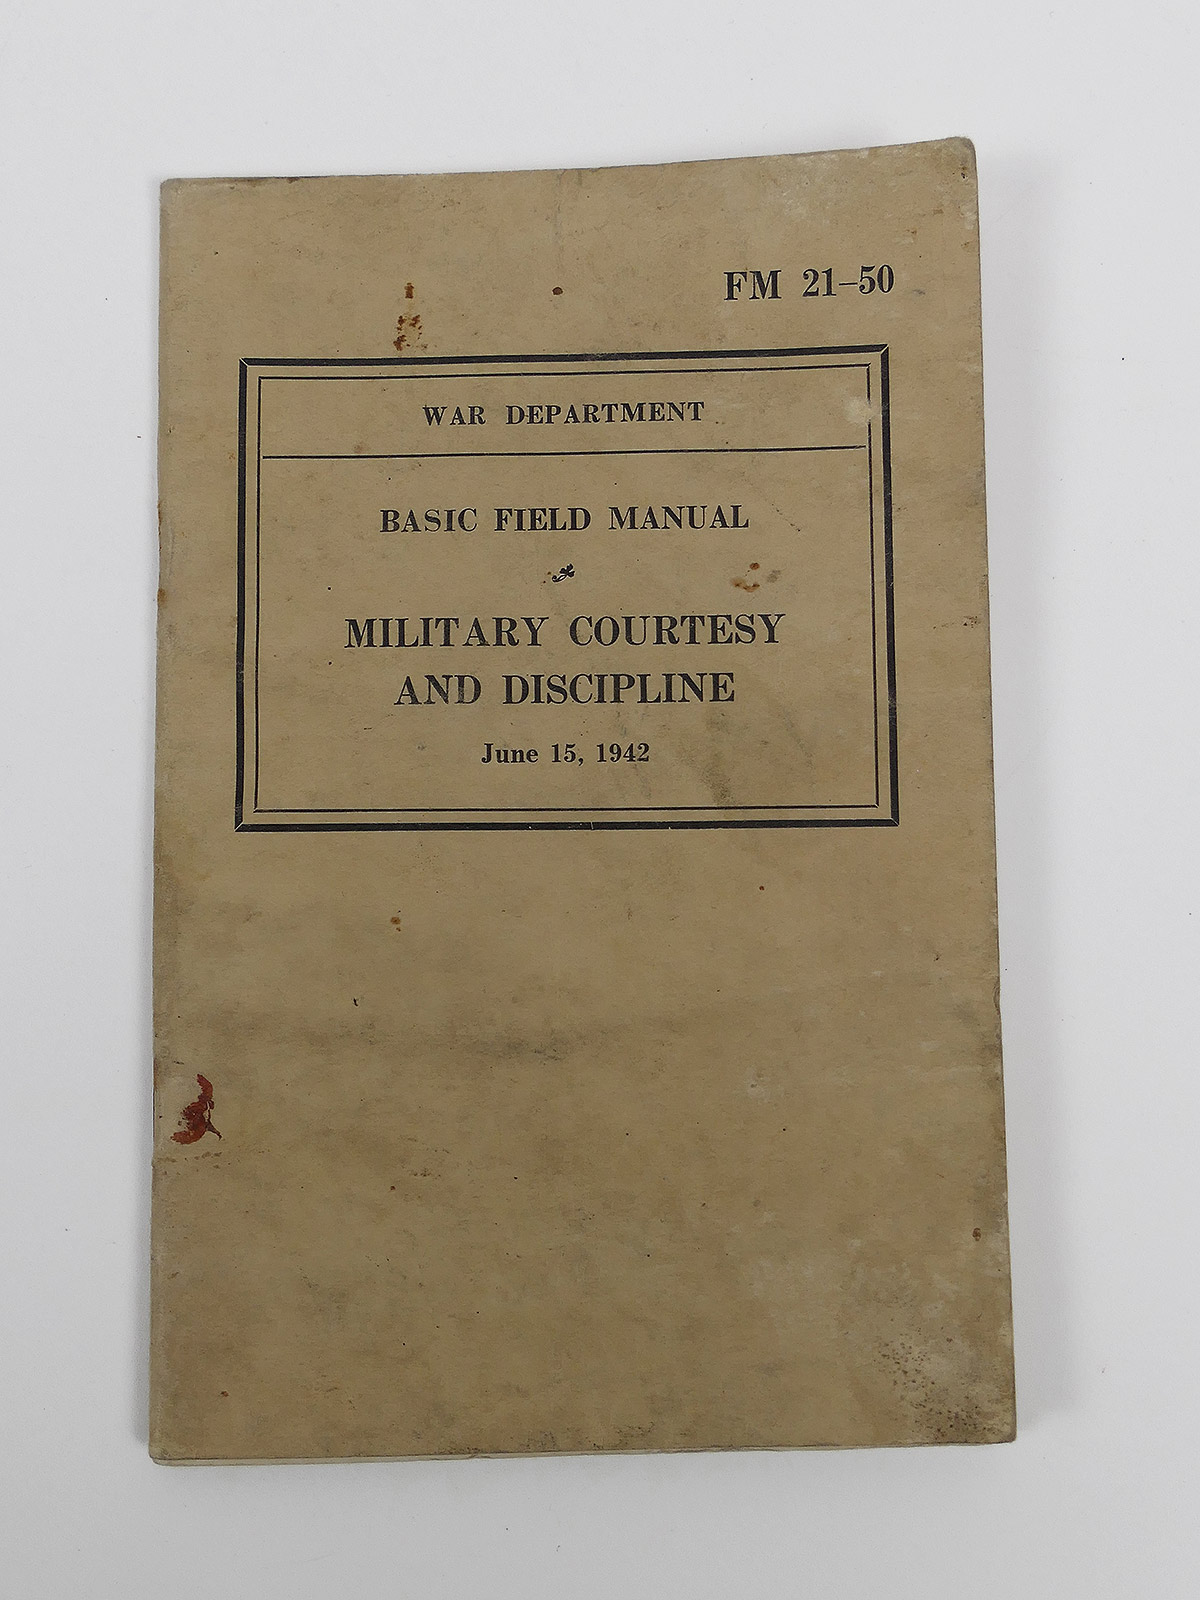 FM 21–50
WAR DEPARTMENT
BASIC FIELD MANUAL
MILITARY COURTESY
AND DISCIPLINE
June 15, 1942